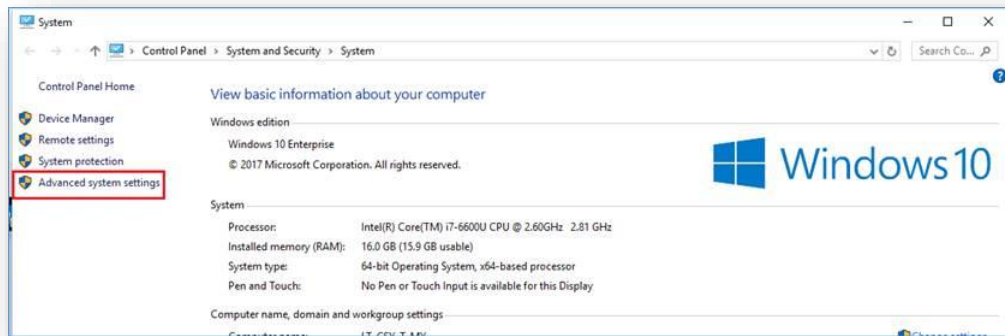 System
Control Panel > System and Security > System
Search Co...
Control Panel Home
Device Manager
Remote settings
System protection
Advanced system settings
View basic information about your computer
Windows edition
Windows 10 Enterprise
© 2017 Microsoft Corporation. All rights reserved.
Windows 10
System
Processor: Intel(R) Core(TM) i7-6600U CPU @ 2.60GHz 2.81 GHz
Installed memory (RAM): 16.0 GB (15.9 GB usable)
System type: 64-bit Operating System, x64-based processor
Pen and Touch: No Pen or Touch Input is available for this Display
Computer name, domain and workgroup settings